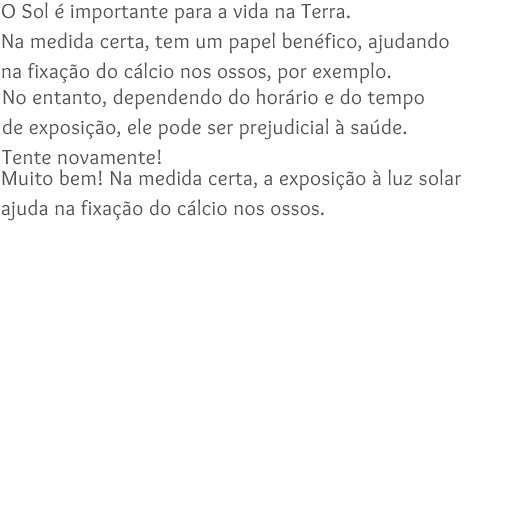 O Sol é importante para a vida na Terra.
Na medida certa, tem um papel benéfico, ajudando
na fixação do cálcio nos ossos, por exemplo.
No entanto, dependendo do horário e do tempo
de exposição, ele pode ser prejudicial à saúde.
Tente novamente!
Muito bem! Na medida certa, a exposição à luz solar
ajuda na fixação do cálcio nos ossos.